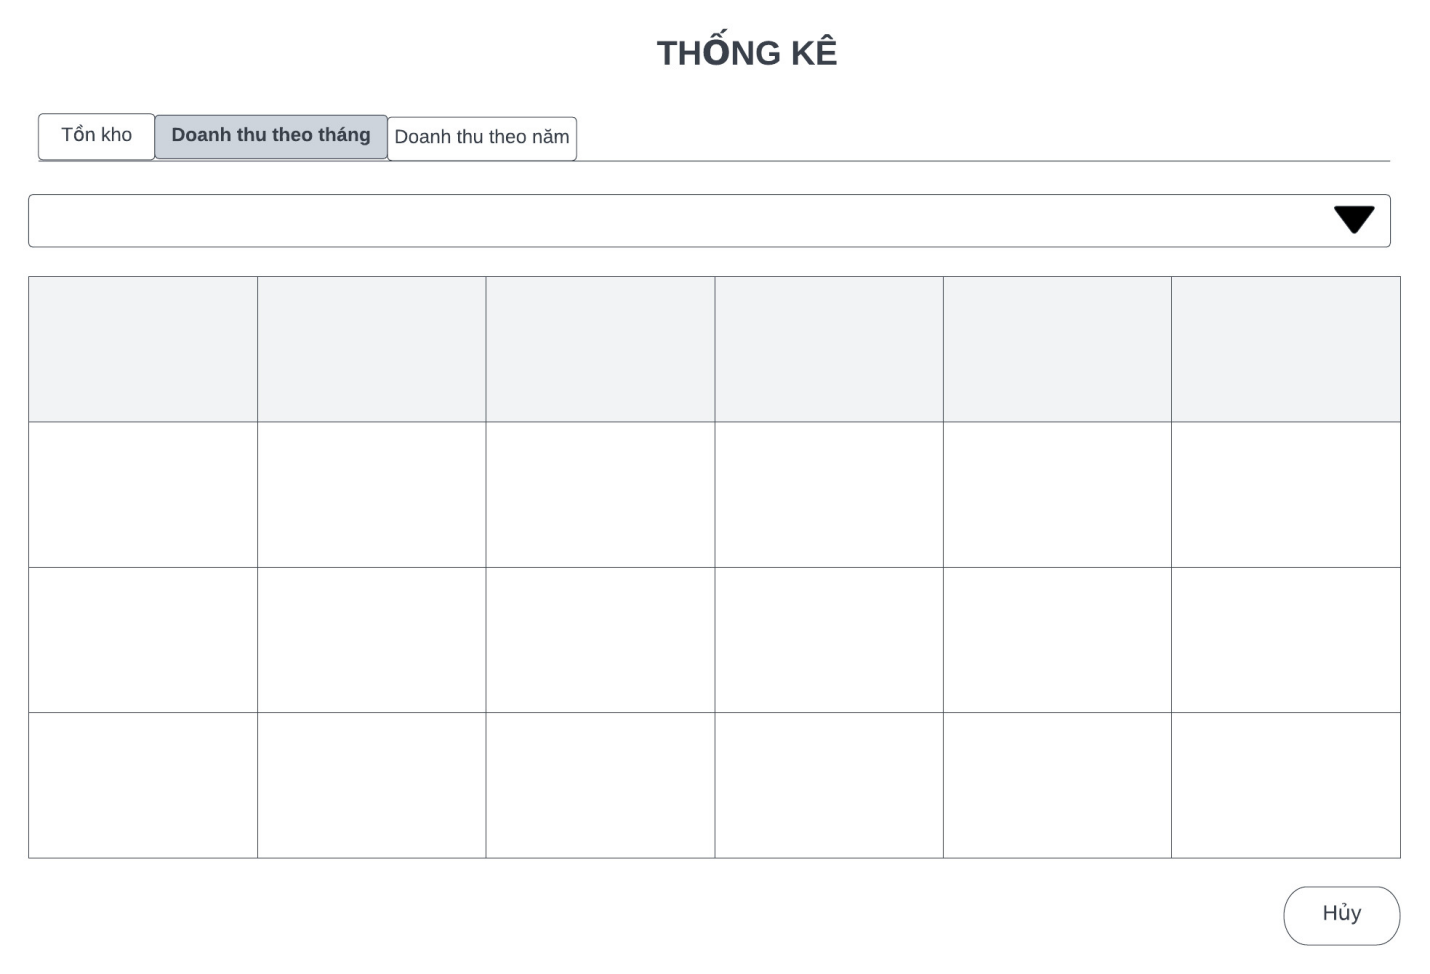 THỐNG KÊ
Tồn kho
Doanh thu theo tháng
Doanh thu theo năm
Hủy